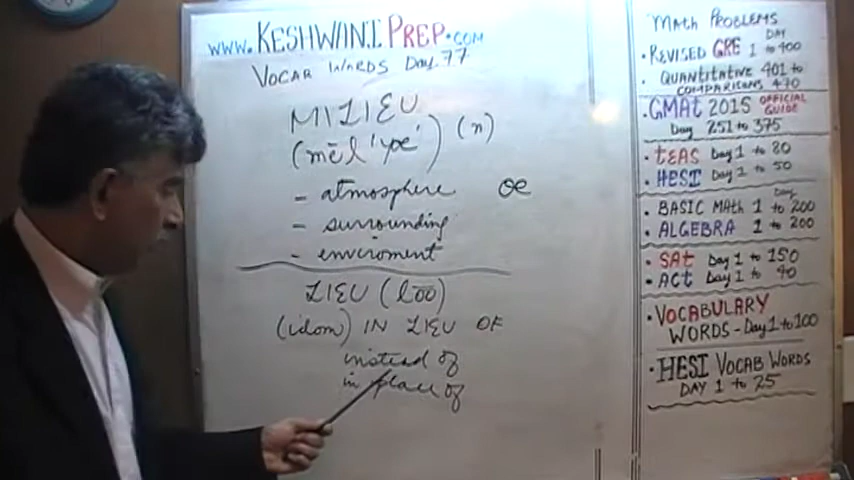 www.KESHWANIPREP.com
VOCAB WORDS Day 77
MILIEU
(mēl'yœ') (n)
- atmosphere œ
- surrounding
- enviroment
LIEU (lōō)
(idom) IN LIEU OF
instead of
in place of
Math Problems
• REVISED GRE DAY 1 to 400
• QUANTITATIVE COMPARISONS 401 to 470
• GMAt 2015 OFFICIAL GUIDE
Day 251 to 375
• tEAS Day 1 to 20
• HESI Day 1 to 50
Day
• BASIC MAth 1 to 200
• ALGEBRA 1 to 200
• SAt Day 1 to 150
• ACt Day 1 to 40
• VOCABULARY
WORDS - Day 1 to 100
• HESI VOCAB WORDS
DAY 1 to 25